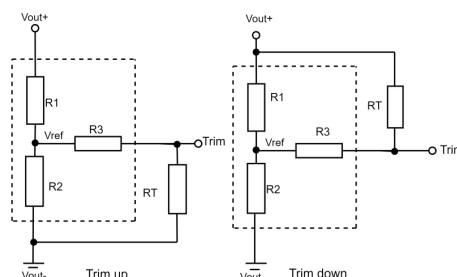 Vout+
R1
Vref
R3
Trim
R2
RT
Vout-
Trim up
Vout+
R1
RT
Vref
R3
Trim
R2
Vout-
Trim down